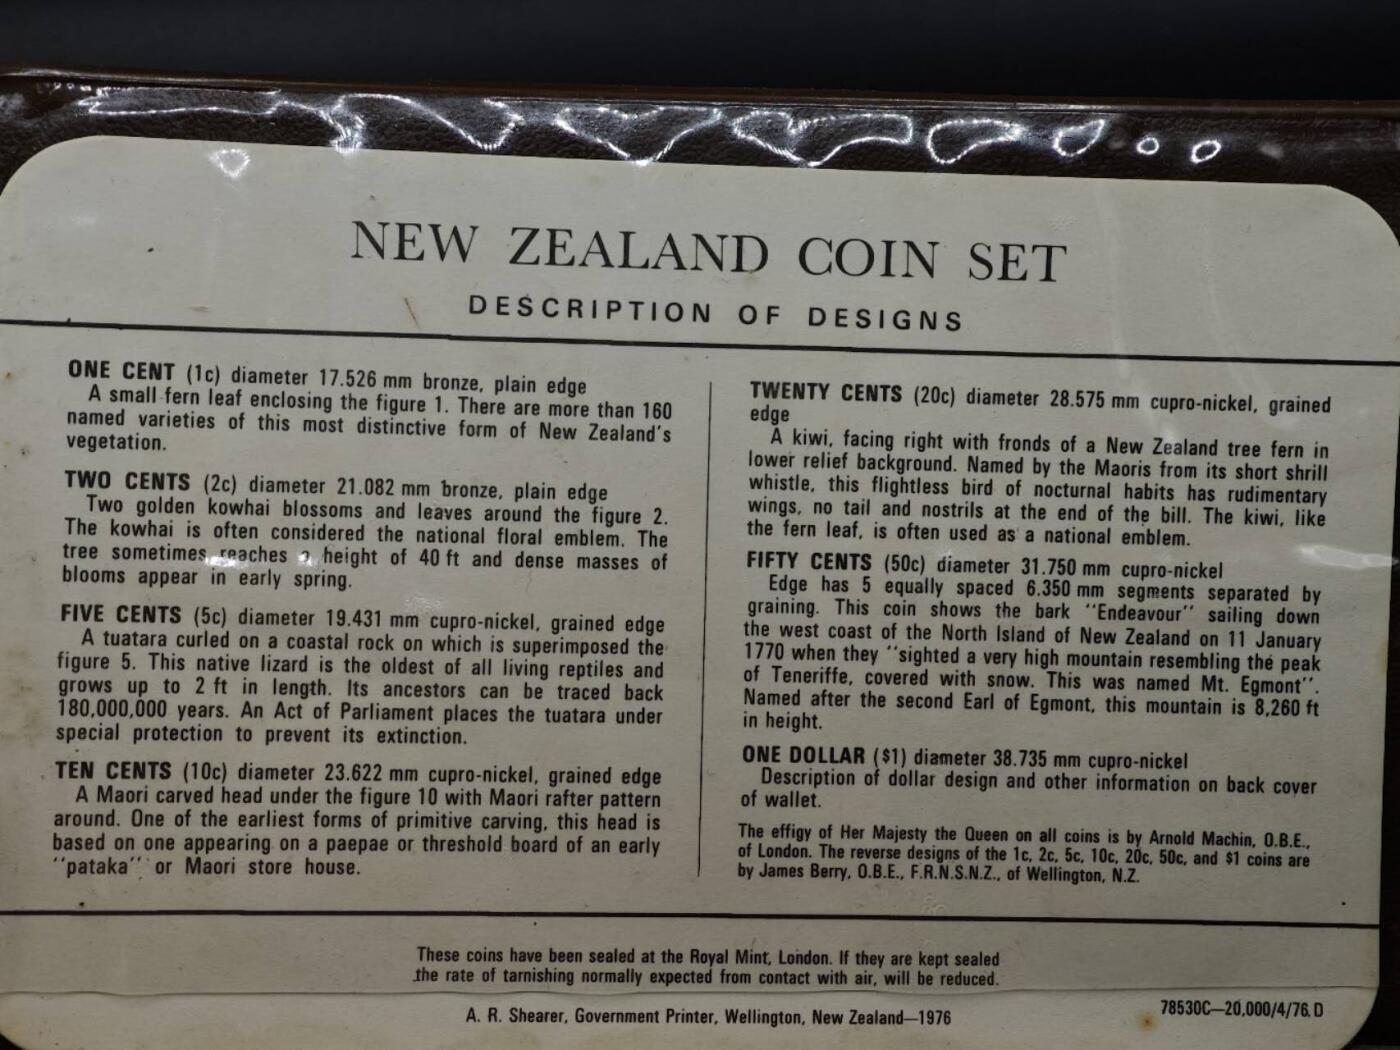 NEW ZEALAND COIN SET
DESCRIPTION OF DESIGNS
ONE CENT (1c) diameter 17.526 mm bronze, plain edge
A small fern leaf enclosing the figure 1. There are more than 160
named varieties of this most distinctive form of New Zealand's
vegetation.
TWO CENTS (2c) diameter 21.082 mm bronze, plain edge
Two golden kowhai blossoms and leaves around the figure 2.
The kowhai is often considered the national floral emblem. The
tree sometimes reaches a height of 40 ft and dense masses of
blooms appear in early spring.
FIVE CENTS (5c) diameter 19.431 mm cupro-nickel, grained edge
A tuatara curled on a coastal rock on which is superimposed the
figure 5. This native lizard is the oldest of all living reptiles and
grows up to 2 ft in length. Its ancestors can be traced back
180,000,000 years. An Act of Parliament places the tuatara under
special protection to prevent its extinction.
TEN CENTS (10c) diameter 23.622 mm cupro-nickel, grained edge
A Maori carved head under the figure 10 with Maori rafter pattern
around. One of the earliest forms of primitive carving, this head is
based on one appearing on a paepae or threshold board of an early
"pataka" or Maori store house.
TWENTY CENTS (20c) diameter 28.575 mm cupro-nickel, grained
edge
A kiwi, facing right with fronds of a New Zealand tree fern in
lower relief background. Named by the Maoris from its short shrill
whistle, this flightless bird of nocturnal habits has rudimentary
wings, no tail and nostrils at the end of the bill. The kiwi, like
the fern leaf, is often used as a national emblem.
FIFTY CENTS (50c) diameter 31.750 mm cupro-nickel
Edge has 5 equally spaced 6.350 mm segments separated by
graining. This coin shows the bark "Endeavour" sailing down
the west coast of the North Island of New Zealand on 11 January
1770 when they "sighted a very high mountain resembling the peak
of Teneriffe, covered with snow. This was named Mt. Egmont".
Named after the second Earl of Egmont, this mountain is 8,260 ft
in height.
ONE DOLLAR ($1) diameter 38.735 mm cupro-nickel
Description of dollar design and other information on back cover
of wallet.
The effigy of Her Majesty the Queen on all coins is by Arnold Machin, O.B.E.,
of London. The reverse designs of the 1c, 2c, 5c, 10c, 20c, 50c, and $1 coins are
by James Berry, O.B.E., F.R.N.S.N.Z., of Wellington, N.Z.
These coins have been sealed at the Royal Mint, London. If they are kept sealed
the rate of tarnishing normally expected from contact with air, will be reduced.
A. R. Shearer, Government Printer, Wellington, New Zealand—1976
78530C—20,000/4/76 D